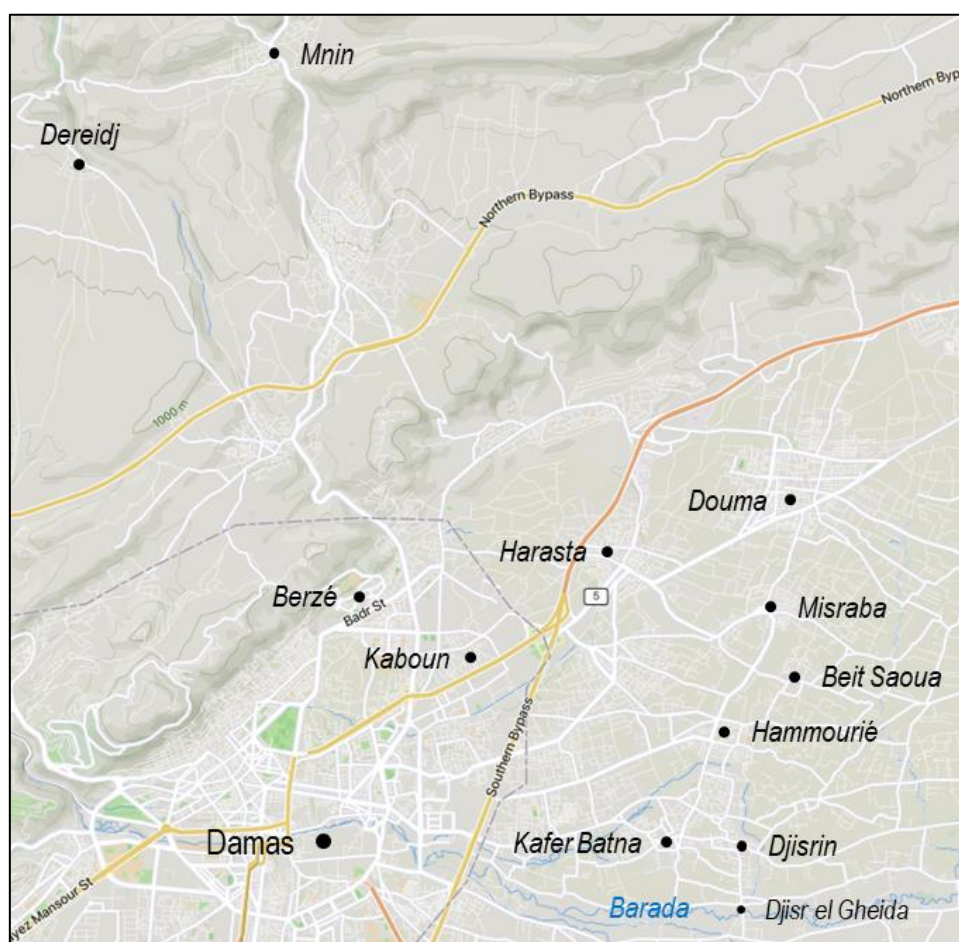 Mnin
Northern Byp
Dereidj
Northern Bypass
1000 m
Douma
Harasta
Berzé
5
Badr St
Misraba
Kaboun
Beit Saoua
Hammourié
Southern Bypass
Damas
Kafer Batna
Djisrin
Barada
Djisr el Gheida
yez Mansour St